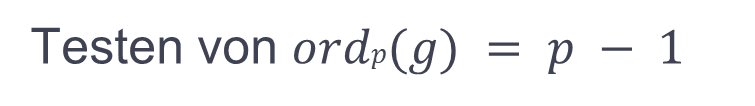 Testen von ordₚ(g) = p − 1